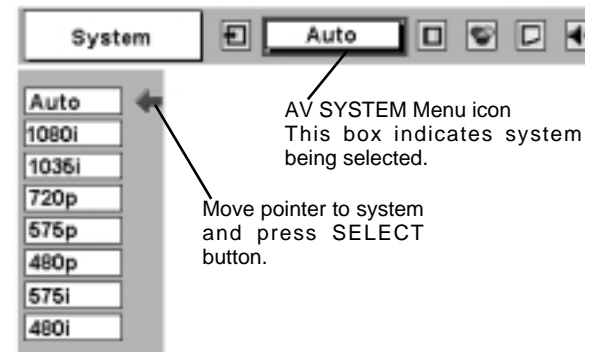 System
Auto
AV SYSTEM Menu icon
This box indicates system
being selected.
Auto
1080i
1035i
720p
575p
480p
575i
480i
Move pointer to system
and press SELECT
button.